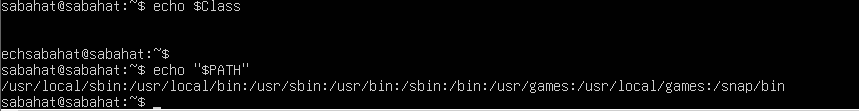 sabahat@sabahat:~$ echo $Class
echsabahat@sabahat:~$
sabahat@sabahat:~$ echo "$PATH"
/usr/local/sbin:/usr/local/bin:/usr/sbin:/usr/bin:/sbin:/bin:/usr/games:/usr/local/games:/snap/bin
sabahat@sabahat:~$ _